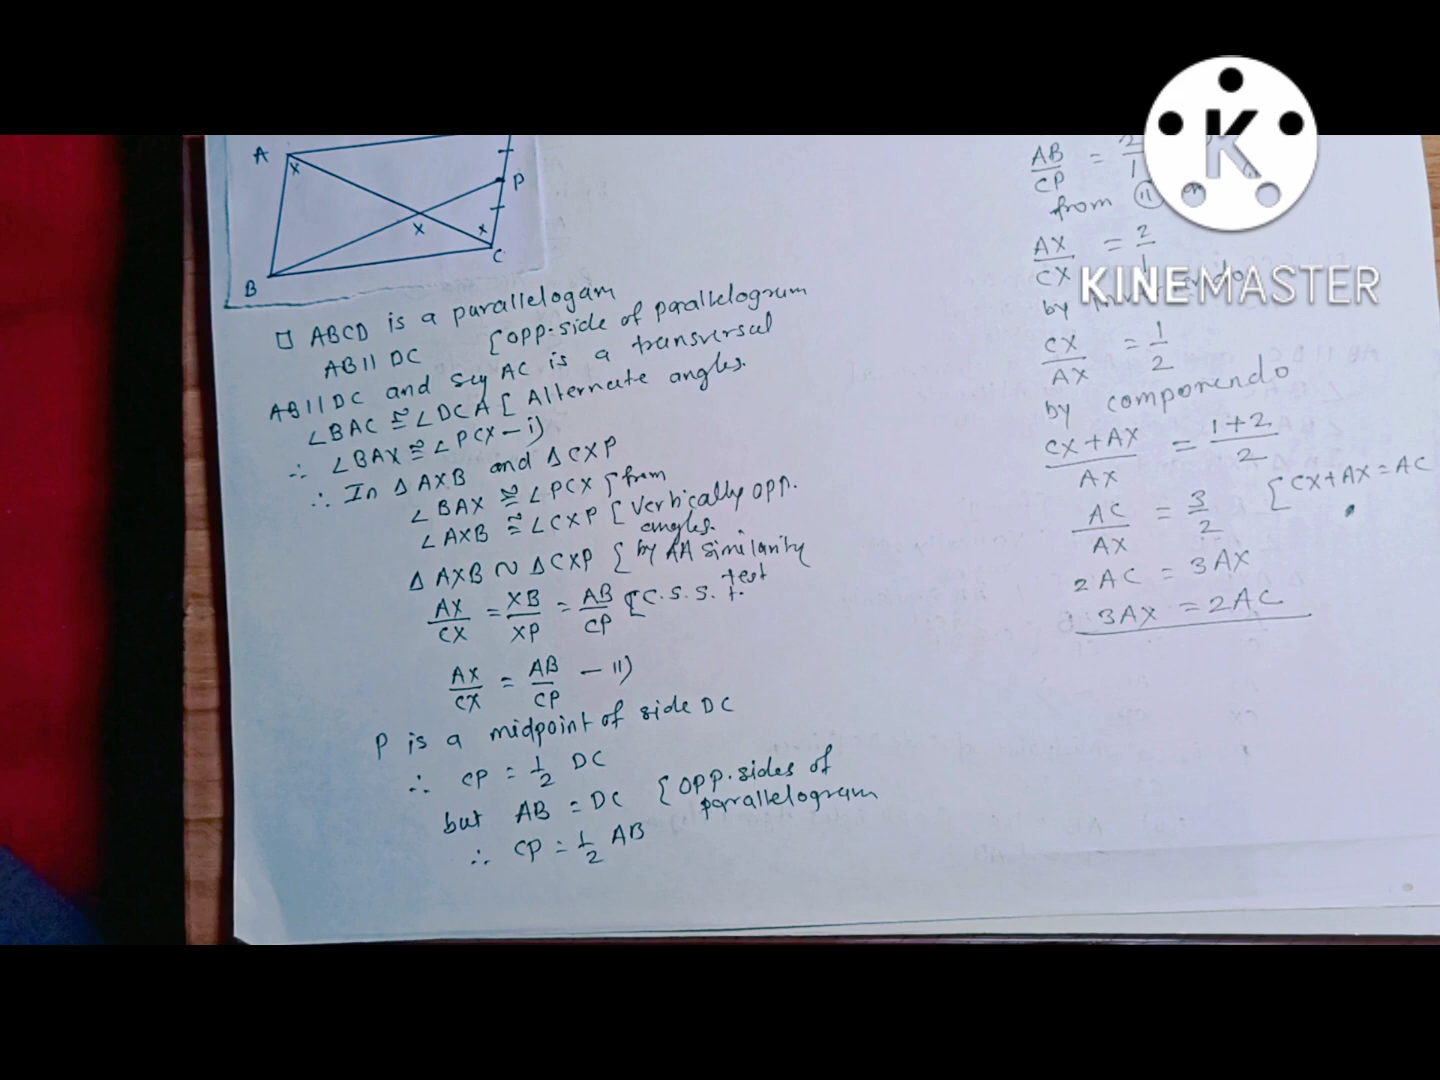 A
x
P
x
x
C
B
□ ABCD is a parallelogam
AB || DC [opp. side of parallelogram
AB || DC and seg AC is a transversal
∠BAC ≅ ∠DCA [Alternate angles.
∴ ∠BAX ≅ ∠PCX – i)
∴ In Δ AXB and Δ CXP
∠BAX ≅ ∠PCX [from
∠AXB ≅ ∠CXP [vertically opp. angles.
Δ AXB ~ Δ CXP [by AA similarity test
AX/CX = XB/XP = AB/CP [C.S.S.t.
AX/CX = AB/CP – II)
P is a midpoint of side DC
∴ CP = 1/2 DC
but AB = DC [opp. sides of
parallelogram
∴ CP = 1/2 AB
AB/CP = 2/1
from II
AX/CX = 2/1
by
CX/AX = 1/2
by componendo
CX+AX/AX = 1+2/2
AC/AX = 3/2 [CX+AX=AC
2AC = 3AX
3AX = 2AC
K
KINEMASTER